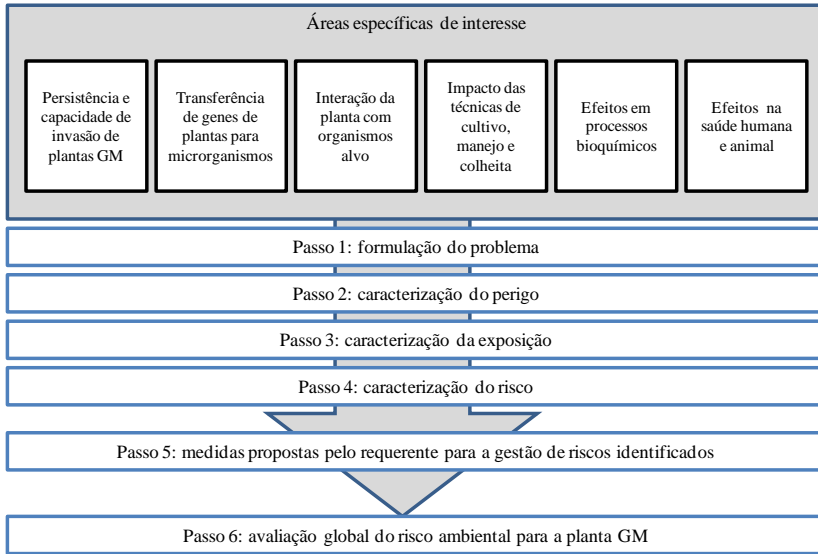 Áreas específicas de interesse
Persistência e
capacidade de
invasão de
plantas GM
Transferência
de genes de
plantas para
microrganismos
Interação da
planta com
organismos
alvo
Impacto das
técnicas de
cultivo,
manejo e
colheita
Efeitos em
processos
bioquímicos
Efeitos na
saúde humana
e animal
Passo 1: formulação do problema
Passo 2: caracterização do perigo
Passo 3: caracterização da exposição
Passo 4: caracterização do risco
Passo 5: medidas propostas pelo requerente para a gestão de riscos identificados
Passo 6: avaliação global do risco ambiental para a planta GM